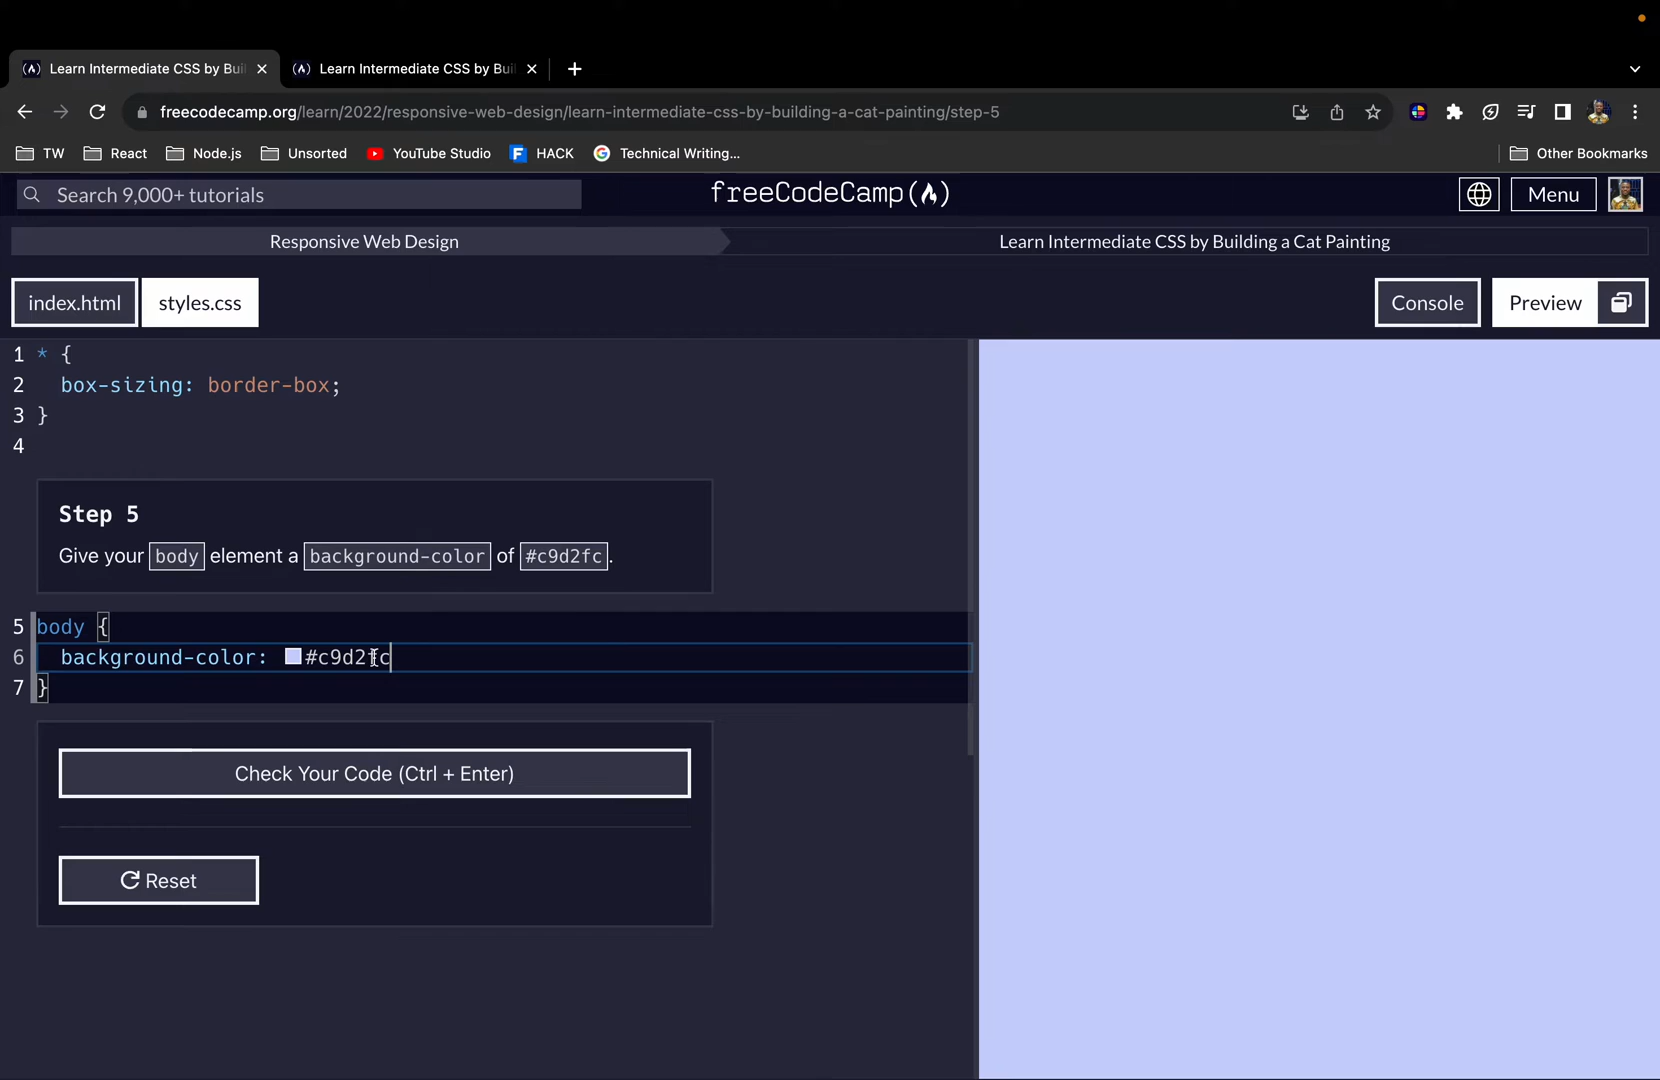 Learn Intermediate CSS by Bui
Learn Intermediate CSS by Bui
freecodecamp.org/learn/2022/responsive-web-design/learn-intermediate-css-by-building-a-cat-painting/step-5
TW
React
Node.js
Unsorted
YouTube Studio
HACK
Technical Writing...
Other Bookmarks
Search 9,000+ tutorials
freeCodeCamp
Menu
Responsive Web Design
Learn Intermediate CSS by Building a Cat Painting
index.html
styles.css
Console
Preview
1 * {
2 box-sizing: border-box;
3 }
4
Step 5
Give your body element a background-color of #c9d2fc.
5 body {
6 background-color: #c9d2fc
7 }
Check Your Code (Ctrl + Enter)
Reset